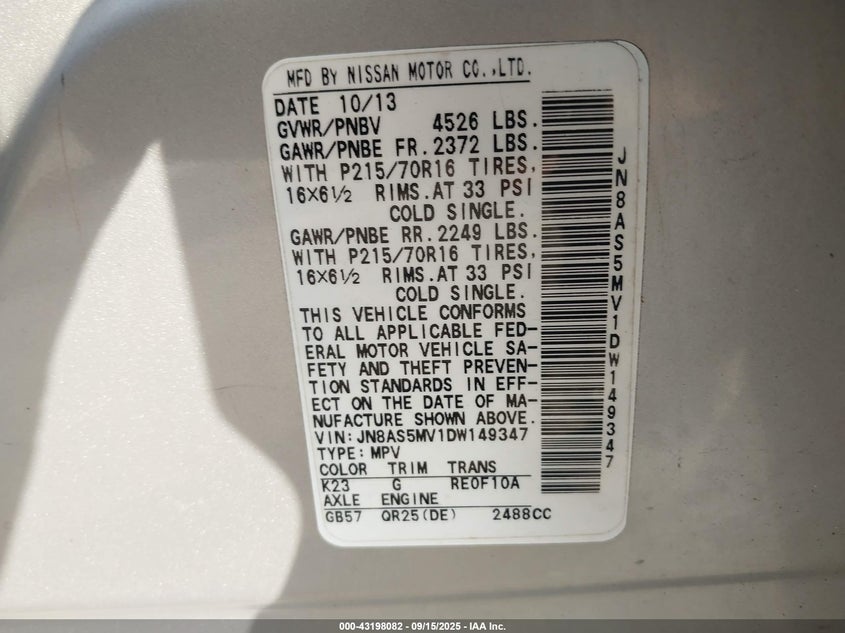 MFD BY NISSAN MOTOR CO.,LTD.
DATE 10/13
GVWR/PNBV 4526 LBS.
GAWR/PNBE FR.2372 LBS.
WITH P215/70R16 TIRES,
16×6½ RIMS.AT 33 PSI
COLD SINGLE.
GAWR/PNBE RR.2249 LBS.
WITH P215/70R16 TIRES,
16×6½ RIMS.AT 33 PSI
COLD SINGLE.
THIS VEHICLE CONFORMS
TO ALL APPLICABLE FED-
ERAL MOTOR VEHICLE SA-
FETY AND THEFT PREVEN-
TION STANDARDS IN EFF-
ECT ON THE DATE OF MA-
NUFACTURE SHOWN ABOVE.
VIN:JN8AS5MV1DW149347
TYPE:MPV
COLOR TRIM TRANS
K23 G RE0F10A
AXLE ENGINE
GB57 QR25(DE) 2488CC
JN8AS5MV1DW149347
000-43198082 - 09/15/2025 - IAA Inc.